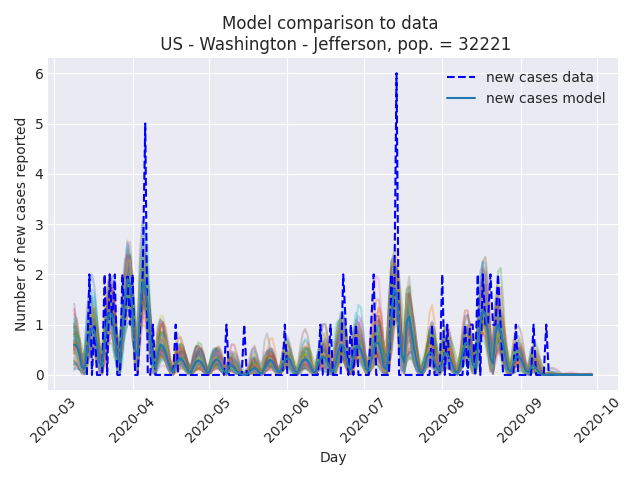 Model comparison to data
US - Washington - Jefferson, pop. = 32221
new cases data
new cases model
Number of new cases reported
6
5
4
3
2
1
0
2020-03
2020-04
2020-05
2020-06
2020-07
2020-08
2020-09
2020-10
Day